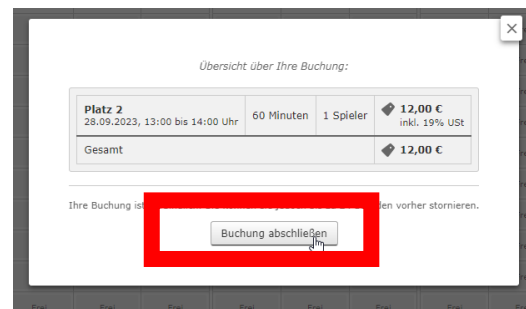 Übersicht über Ihre Buchung:
Platz 2
28.09.2023, 13:00 bis 14:00 Uhr
60 Minuten
1 Spieler
12,00 €
inkl. 19% USt
Gesamt
12,00 €
Ihre Buchung ist den vorher stornieren.
Buchung abschließen
Frei Frei Frei Frei Frei Frei Frei